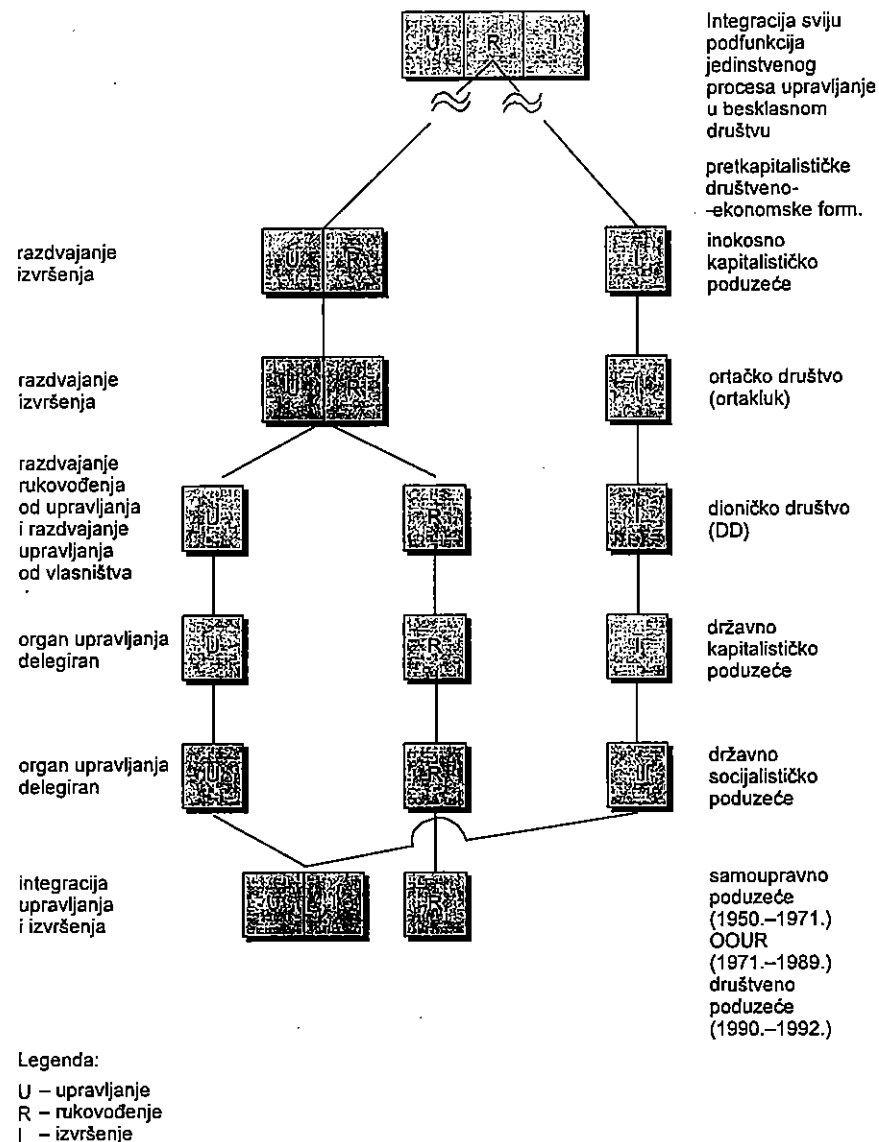 U R I
Integracija sviju
podfunkcija
jedinstvenog
procesa upravljanje
u besklasnom
društvu
pretkapitalističke
društveno-
-ekonomske form.
razdvajanje
izvršenja
U R
I
inokosno
kapitalističko
poduzeće
razdvajanje
izvršenja
U R
I
ortačko društvo
(ortakluk)
razdvajanje
rukovođenja
od upravljanja
i razdvajanje
upravljanja
od vlasništva
U
R
I
dioničko društvo
(DD)
organ upravljanja
delegiran
U
R
I
državno
kapitalističko
poduzeće
organ upravljanja
delegiran
U
R
I
državno
socijalističko
poduzeće
integracija
upravljanja
i izvršenja
U I
R
samoupravno
poduzeće
(1950.–1971.)
OOUR
(1971.–1989.)
društveno
poduzeće
(1990.–1992.)
Legenda:
U – upravljanje
R – rukovođenje
I – izvršenje